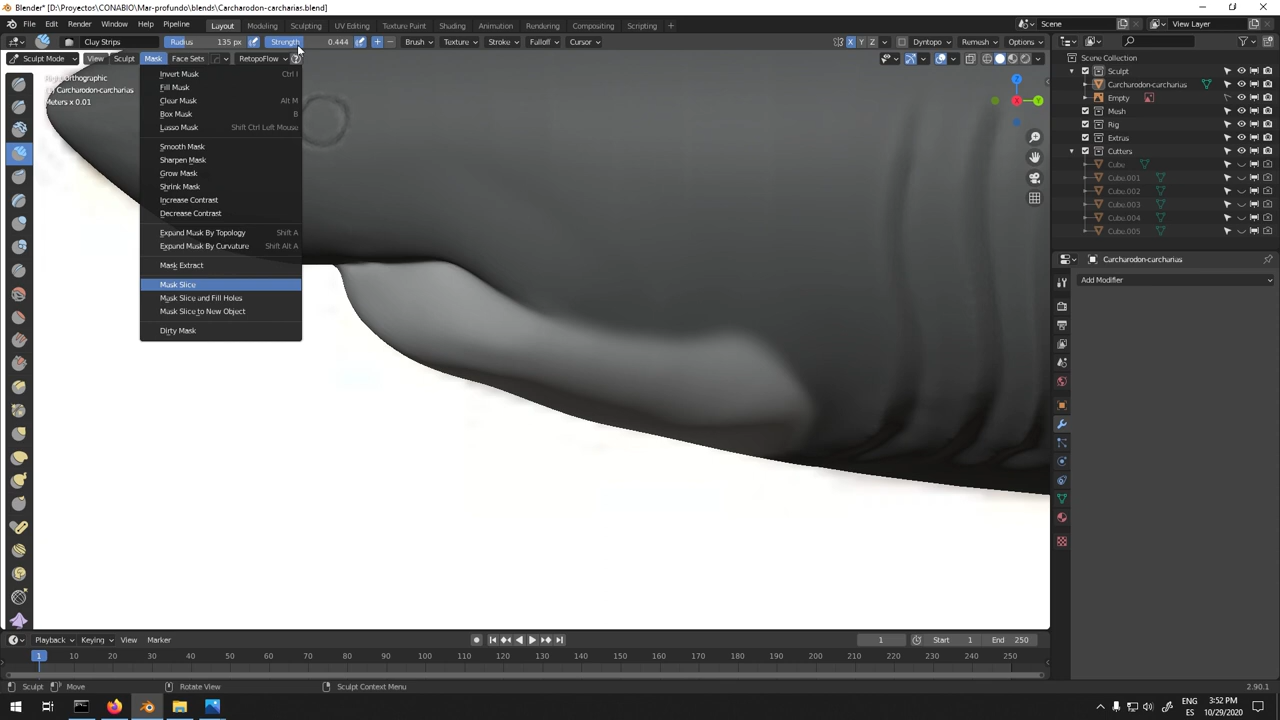 Blender* [D:\Proyectos\CONABIO\Mar-profundo\blends\Carcharodon-carcharias.blend]
File Edit Render Window Help Pipeline Layout Modeling Sculpting UV Editing Texture Paint Shading Animation Rendering Compositing Scripting + Scene View Layer
Clay Strips Radius 135 px Strength 0.444 Brush Texture Stroke Falloff Cursor X Y Z Dyntopo Remesh Options
Sculpt Mode View Sculpt Mask Face Sets RetopoFlow
Meters x 0.01
Invert Mask Ctrl I
Fill Mask
Clear Mask Alt M
Box Mask B
Lasso Mask Shift Ctrl Left Mouse
Smooth Mask
Sharpen Mask
Grow Mask
Shrink Mask
Increase Contrast
Decrease Contrast
Expand Mask By Topology Shift A
Expand Mask By Curvature Shift Alt A
Mask Extract
Mask Slice
Mask Slice and Fill Holes
Mask Slice to New Object
Dirty Mask
Z
X
Y
Scene Collection
Sculpt
Carcharodon-carcharias
Empty
Mesh
Rig
Extrus
Cutters
Cube
Cube.001
Cube.002
Cube.003
Cube.004
Cube.005
Carcharodon-carcharias
Add Modifier
Playback Keying View Marker 1 Start 1 End 250
1 10 20 30 40 50 60 70 80 90 100 110 120 130 140 150 160 170 180 190 200 210 220 230 240 250
Sculpt Move Rotate View Sculpt Context Menu 2.90.1
ENG
ES
3:52 PM
10/29/2020